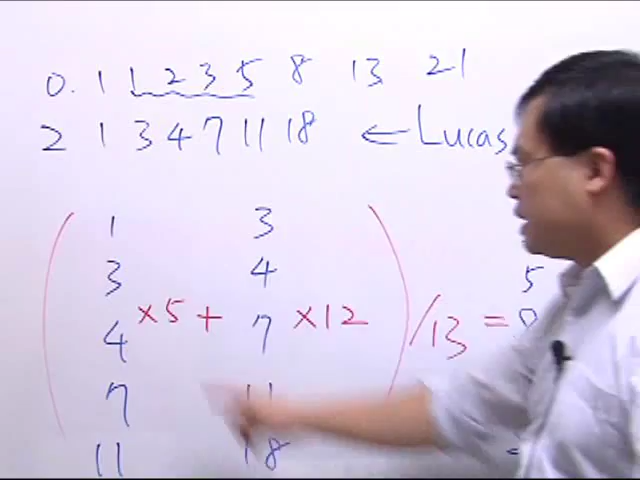 0. 1 1 2 3 5 8 13 21
2 1 3 4 7 11 18 ← Lucas
1 3
3 4 5
4 ×5 + 7 ×12 /13 =
7 11
11 18